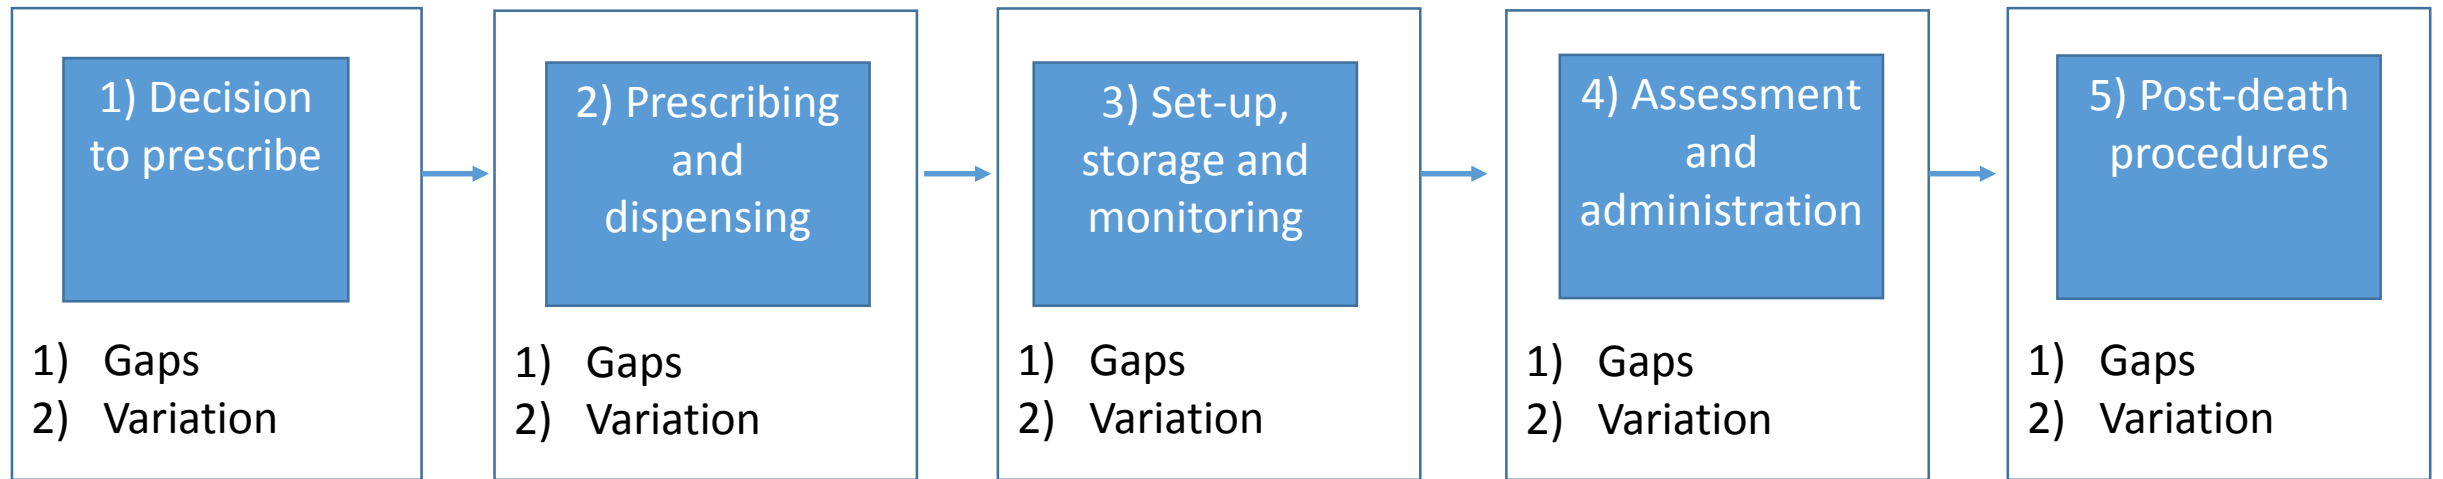 1) Decision
to prescribe
1) Gaps
2) Variation
2) Prescribing
and
dispensing
1) Gaps
2) Variation
3) Set-up,
storage and
monitoring
1) Gaps
2) Variation
4) Assessment
and
administration
1) Gaps
2) Variation
5) Post-death
procedures
1) Gaps
2) Variation